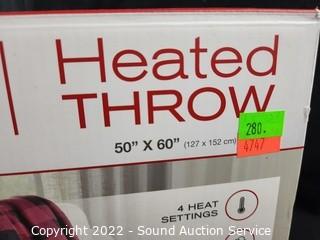 Heated
THROW
50” X 60” (127 x 152 cm)
280.
4747
4 HEAT
SETTINGS
Copyright 2022 - Sound Auction Service